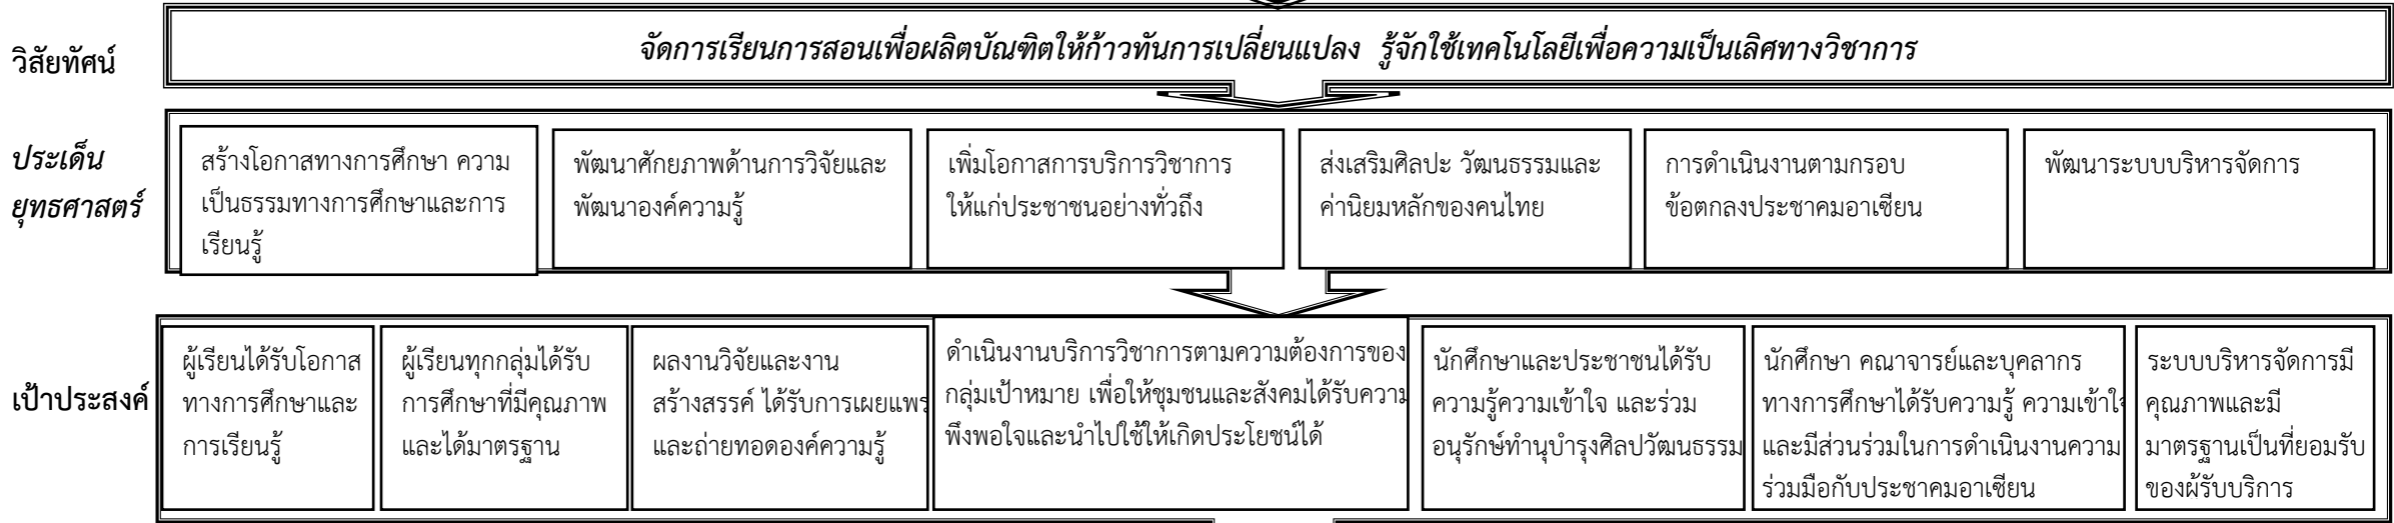 วิสัยทัศน์
จัดการเรียนการสอนเพื่อผลิตบัณฑิตให้ก้าวทันการเปลี่ยนแปลง รู้จักใช้เทคโนโลยีเพื่อความเป็นเลิศทางวิชาการ
ประเด็น
ยุทธศาสตร์
สร้างโอกาสทางการศึกษา ความ
เป็นธรรมทางการศึกษาและการ
เรียนรู้
พัฒนาศักยภาพด้านการวิจัยและ
พัฒนาองค์ความรู้
เพิ่มโอกาสการบริการวิชาการ
ให้แก่ประชาชนอย่างทั่วถึง
ส่งเสริมศิลปะ วัฒนธรรมและ
ค่านิยมหลักของคนไทย
การดำเนินงานตามกรอบ
ข้อตกลงประชาคมอาเซียน
พัฒนาระบบบริหารจัดการ
เป้าประสงค์
ผู้เรียนได้รับโอกาส
ทางการศึกษาและ
การเรียนรู้
ผู้เรียนทุกกลุ่มได้รับ
การศึกษาที่มีคุณภาพ
และได้มาตรฐาน
ผลงานวิจัยและงาน
สร้างสรรค์ ได้รับการเผยแพร่
และถ่ายทอดองค์ความรู้
ดำเนินงานบริการวิชาการตามความต้องการของ
กลุ่มเป้าหมาย เพื่อให้ชุมชนและสังคมได้รับความ
พึงพอใจและนำไปใช้ให้เกิดประโยชน์ได้
นักศึกษาและประชาชนได้รับ
ความรู้ความเข้าใจ และร่วม
อนุรักษ์ทำนุบำรุงศิลปวัฒนธรรม
นักศึกษา คณาจารย์และบุคลากร
ทางการศึกษาได้รับความรู้ ความเข้าใจ
และมีส่วนร่วมในการดำเนินงานความ
ร่วมมือกับประชาคมอาเซียน
ระบบบริหารจัดการมี
คุณภาพและมี
มาตรฐานเป็นที่ยอมรับ
ของผู้รับบริการ